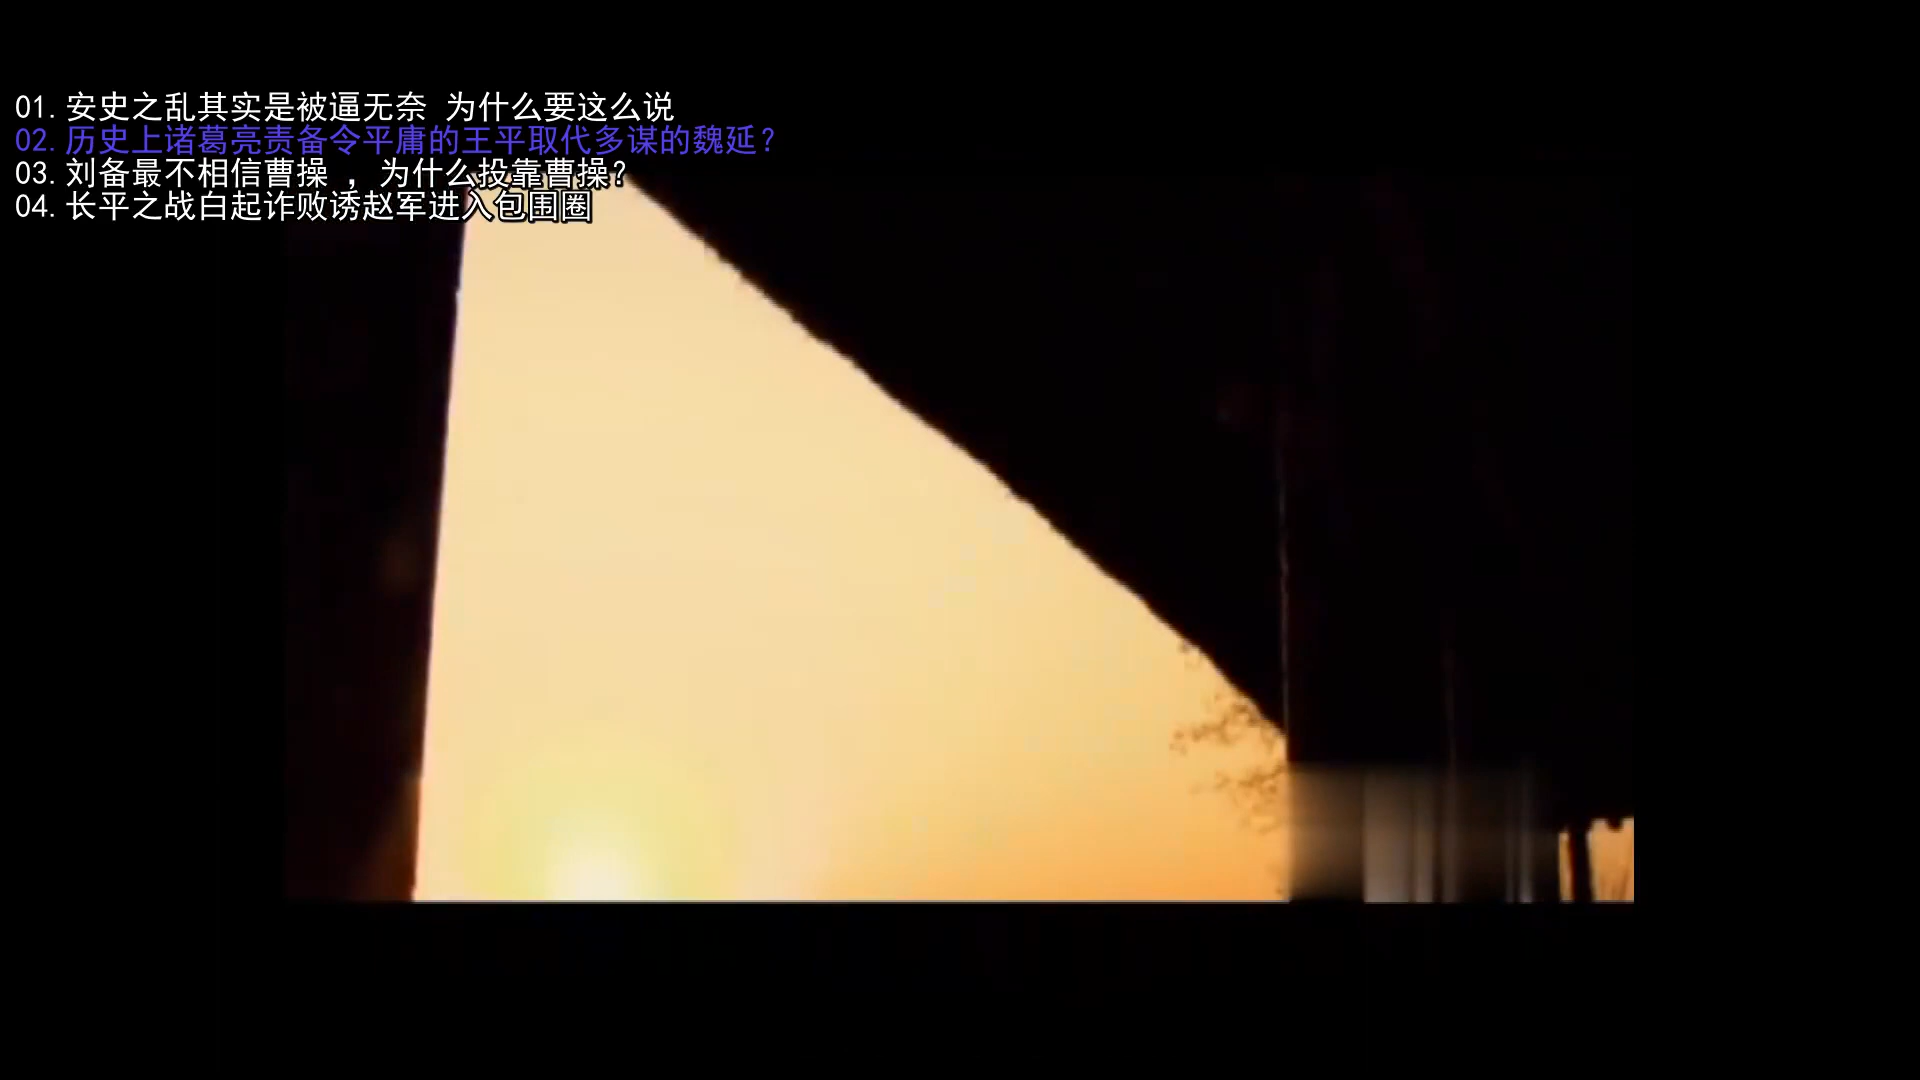 01. 安史之乱其实是被逼无奈 为什么要这么说
02. 历史上诸葛亮责备令平庸的王平取代多谋的魏延？
03. 刘备最不相信曹操 ，为什么投靠曹操？
04. 长平之战白起诈败诱赵军进入包围圈